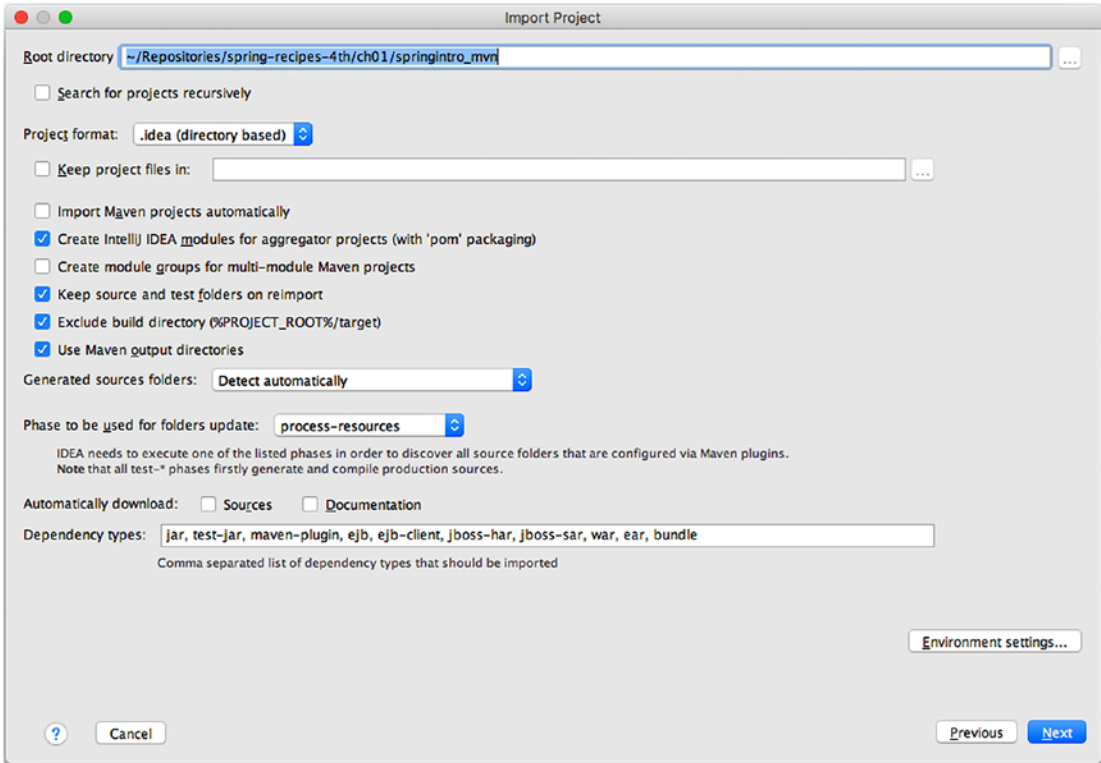 Import Project
Root directory ~/Repositories/spring-recipes-4th/ch01/springintro_mvn ...
Search for projects recursively
Project format: .idea (directory based)
Keep project files in: ...
Import Maven projects automatically
Create IntelliJ IDEA modules for aggregator projects (with 'pom' packaging)
Create module groups for multi-module Maven projects
Keep source and test folders on reimport
Exclude build directory (%PROJECT_ROOT%/target)
Use Maven output directories
Generated sources folders: Detect automatically
Phase to be used for folders update: process-resources
IDEA needs to execute one of the listed phases in order to discover all source folders that are configured via Maven plugins.
Note that all test-* phases firstly generate and compile production sources.
Automatically download: Sources Documentation
Dependency types: jar, test-jar, maven-plugin, ejb, ejb-client, jboss-har, jboss-sar, war, ear, bundle
Comma separated list of dependency types that should be imported
Environment settings...
? Cancel Previous Next